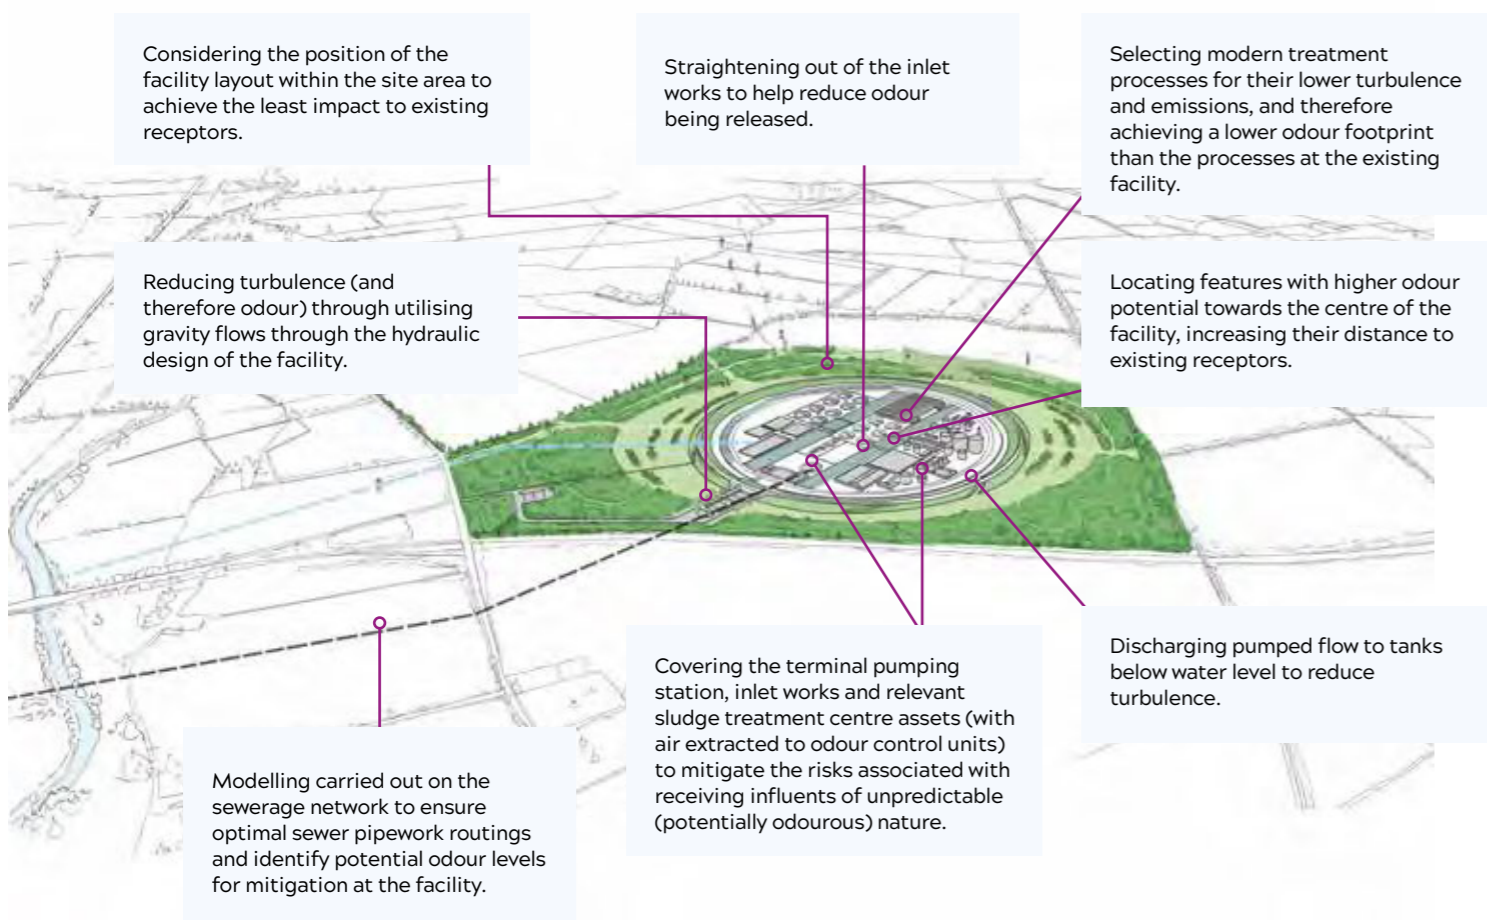 Considering the position of the
facility layout within the site area to
achieve the least impact to existing
receptors.
Straightening out of the inlet
works to help reduce odour
being released.
Selecting modern treatment
processes for their lower turbulence
and emissions, and therefore
achieving a lower odour footprint
than the processes at the existing
facility.
Reducing turbulence (and
therefore odour) through utilising
gravity flows through the hydraulic
design of the facility.
Locating features with higher odour
potential towards the centre of the
facility, increasing their distance to
existing receptors.
Modelling carried out on the
sewerage network to ensure
optimal sewer pipework routings
and identify potential odour levels
for mitigation at the facility.
Covering the terminal pumping
station, inlet works and relevant
sludge treatment centre assets (with
air extracted to odour control units)
to mitigate the risks associated with
receiving influents of unpredictable
(potentially odourous) nature.
Discharging pumped flow to tanks
below water level to reduce
turbulence.